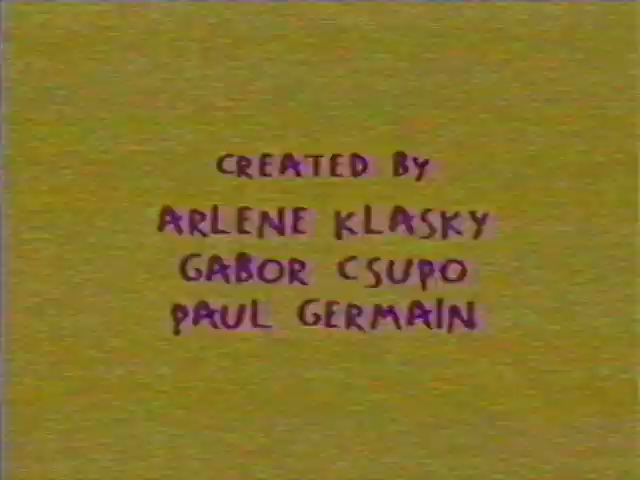 CREATED BY
ARLENE KLASKY
GABOR CSUPO
PAUL GERMAIN